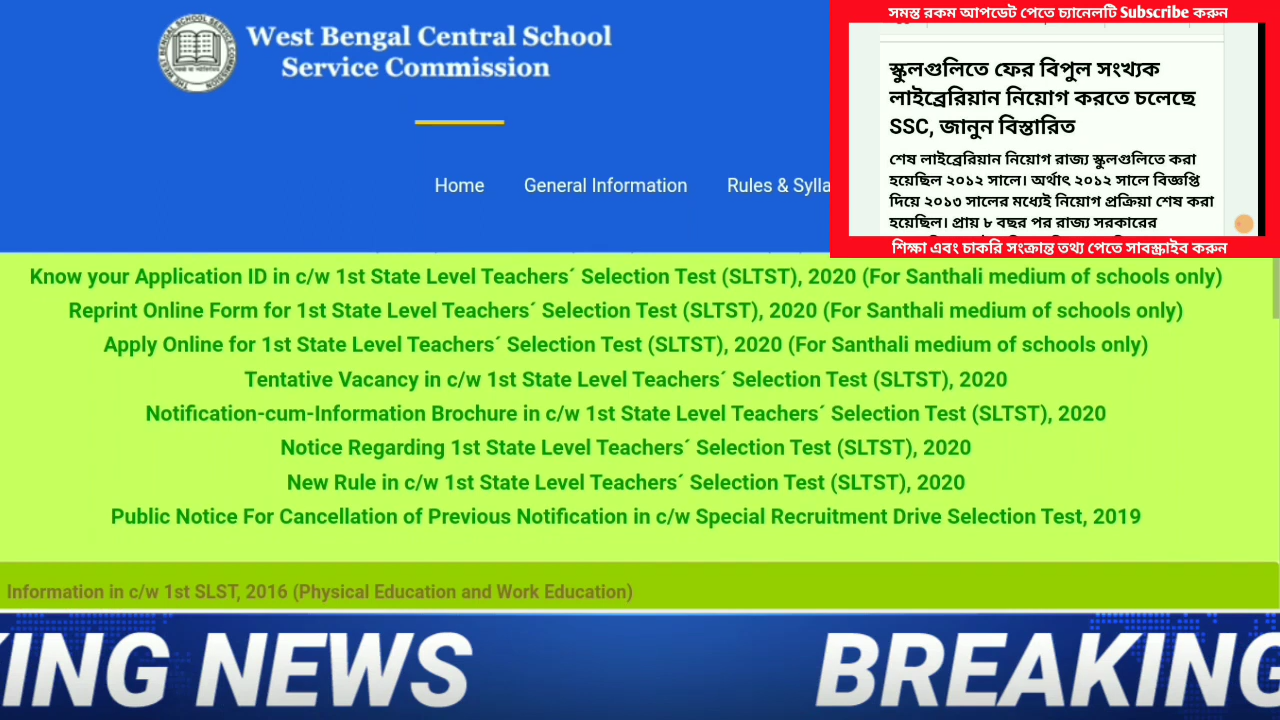 West Bengal Central School
Service Commission
Home General Information Rules & Sylla
Know your Application ID in c/w 1st State Level Teachers´ Selection Test (SLTST), 2020 (For Santhali medium of schools only)
Reprint Online Form for 1st State Level Teachers´ Selection Test (SLTST), 2020 (For Santhali medium of schools only)
Apply Online for 1st State Level Teachers´ Selection Test (SLTST), 2020 (For Santhali medium of schools only)
Tentative Vacancy in c/w 1st State Level Teachers´ Selection Test (SLTST), 2020
Notification-cum-Information Brochure in c/w 1st State Level Teachers´ Selection Test (SLTST), 2020
Notice Regarding 1st State Level Teachers´ Selection Test (SLTST), 2020
New Rule in c/w 1st State Level Teachers´ Selection Test (SLTST), 2020
Public Notice For Cancellation of Previous Notification in c/w Special Recruitment Drive Selection Test, 2019
Information in c/w 1st SLST, 2016 (Physical Education and Work Education)
সমস্ত রকম আপডেট পেতে চ্যানেলটি Subscribe করুন
স্কুলগুলিতে ফের বিপুল সংখ্যক
লাইব্রেরিয়ান নিয়োগ করতে চলেছে
SSC, জানুন বিস্তারিত
শেষ লাইব্রেরিয়ান নিয়োগ রাজ্য স্কুলগুলিতে করা
হয়েছিল ২০১২ সালে। অর্থাৎ ২০১২ সালে বিজ্ঞপ্তি
দিয়ে ২০১৩ সালের মধ্যেই নিয়োগ প্রক্রিয়া শেষ করা
হয়েছিল। প্রায় ৮ বছর পর রাজ্য সরকারের
শিক্ষা এবং চাকরি সংক্রান্ত তথ্য পেতে সাবস্ক্রাইব করুন
KING NEWS BREAKING